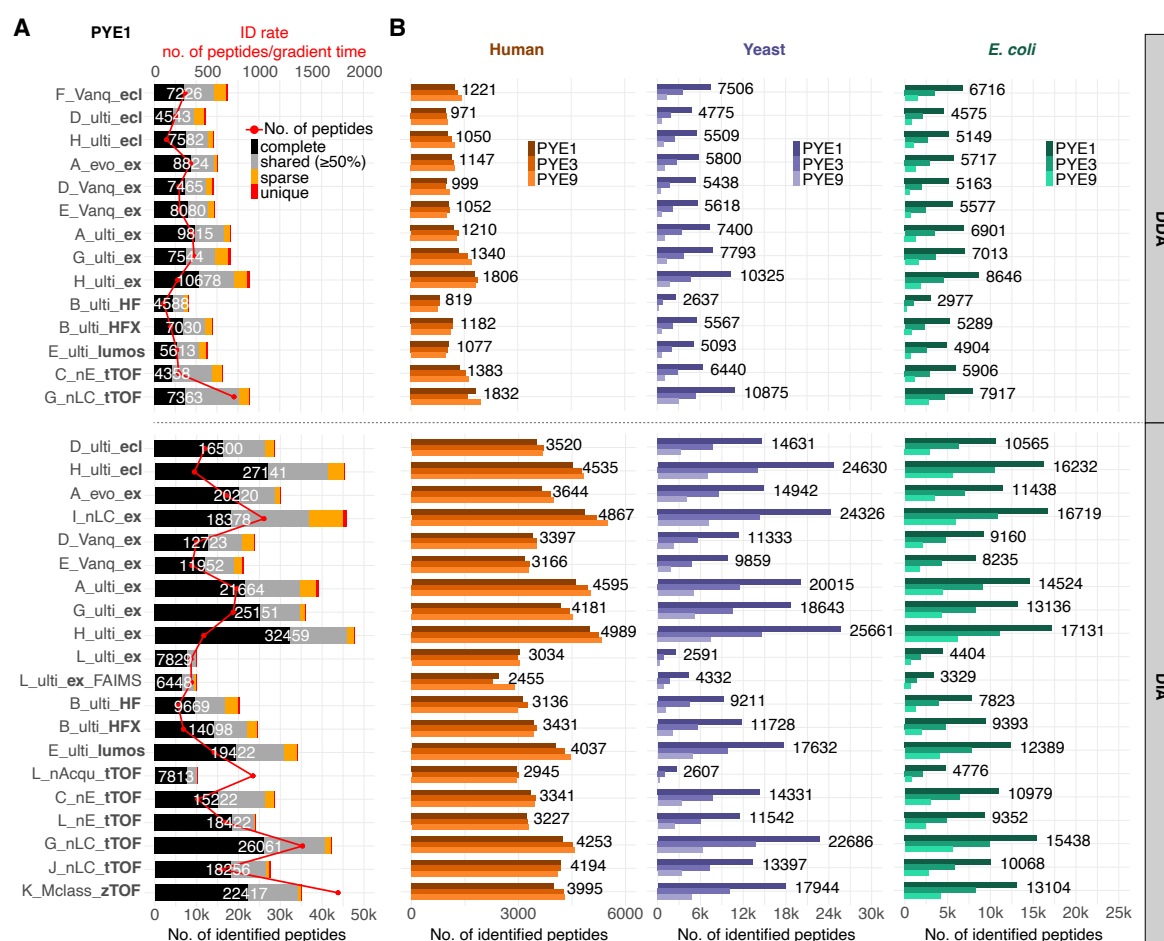 A
PYE1
ID rate
no. of peptides/gradient time
0 500 1000 1500 2000
B
Human
Yeast
E. coli
No. of peptides
complete
shared (≥50%)
sparse
unique
PYE1
PYE3
PYE9
PYE1
PYE3
PYE9
PYE1
PYE3
PYE9
F_Vanq_ecl 7226 1221 7506 6716
D_ulti_ecl 4543 971 4775 4575
H_ulti_ecl 7582 1050 5509 5149
A_evo_ex 8824 1147 5800 5717
D_Vanq_ex 7465 999 5438 5163
E_Vanq_ex 8080 1052 5618 5577
A_ulti_ex 9815 1210 7400 6901
G_ulti_ex 7544 1340 7793 7013
H_ulti_ex 10678 1806 10325 8646
B_ulti_HF 4588 819 2637 2977
B_ulti_HFX 7030 1182 5567 5289
E_ulti_lumos 5613 1077 5093 4904
C_nE_tTOF 4358 1383 6440 5906
G_nLC_tTOF 7363 1832 10875 7917
DDA
D_ulti_ecl 16500 3520 14631 10565
H_ulti_ecl 27141 4535 24630 16232
A_evo_ex 20220 3644 14942 11438
I_nLC_ex 18378 4867 24326 16719
D_Vanq_ex 12723 3397 11333 9160
E_Vanq_ex 11952 3166 9859 8235
A_ulti_ex 21664 4595 20015 14524
G_ulti_ex 25151 4181 18643 13136
H_ulti_ex 32459 4989 25661 17131
L_ulti_ex 7829 3034 2591 4404
L_ulti_ex_FAIMS 6448 2455 4332 3329
B_ulti_HF 9669 3136 9211 7823
B_ulti_HFX 14098 3431 11728 9393
E_ulti_lumos 19422 4037 17632 12389
L_nAcqu_tTOF 7813 2945 2607 4776
C_nE_tTOF 15222 3341 14331 10979
L_nE_tTOF 18422 3227 11542 9352
G_nLC_tTOF 26061 4253 22686 15438
J_nLC_tTOF 18256 4194 13397 10068
K_Mclass_zTOF 22417 3995 17944 13104
DIA
0 10k 20k 30k 40k 50k
0 3000 6000
0 6k 12k 18k 24k 30k
0 5k 10k 15k 20k 25k
No. of identified peptides
No. of identified peptides
No. of identified peptides
No. of identified peptides